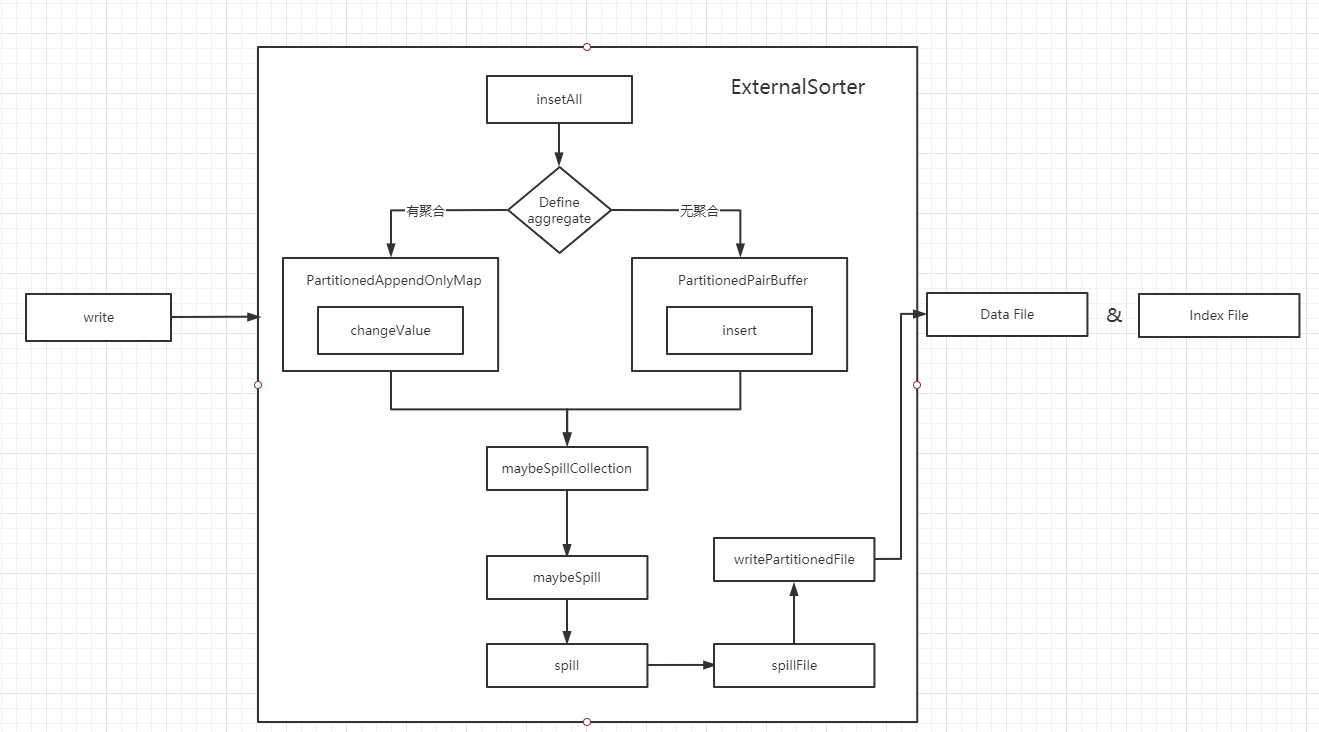 ExternalSorter
insetAll
Define
aggregate
有聚合
无聚合
PartitionedAppendOnlyMap
changeValue
PartitionedPairBuffer
insert
write
Data File
&
Index File
maybeSpillCollection
maybeSpill
writePartitionedFile
spill
spillFile